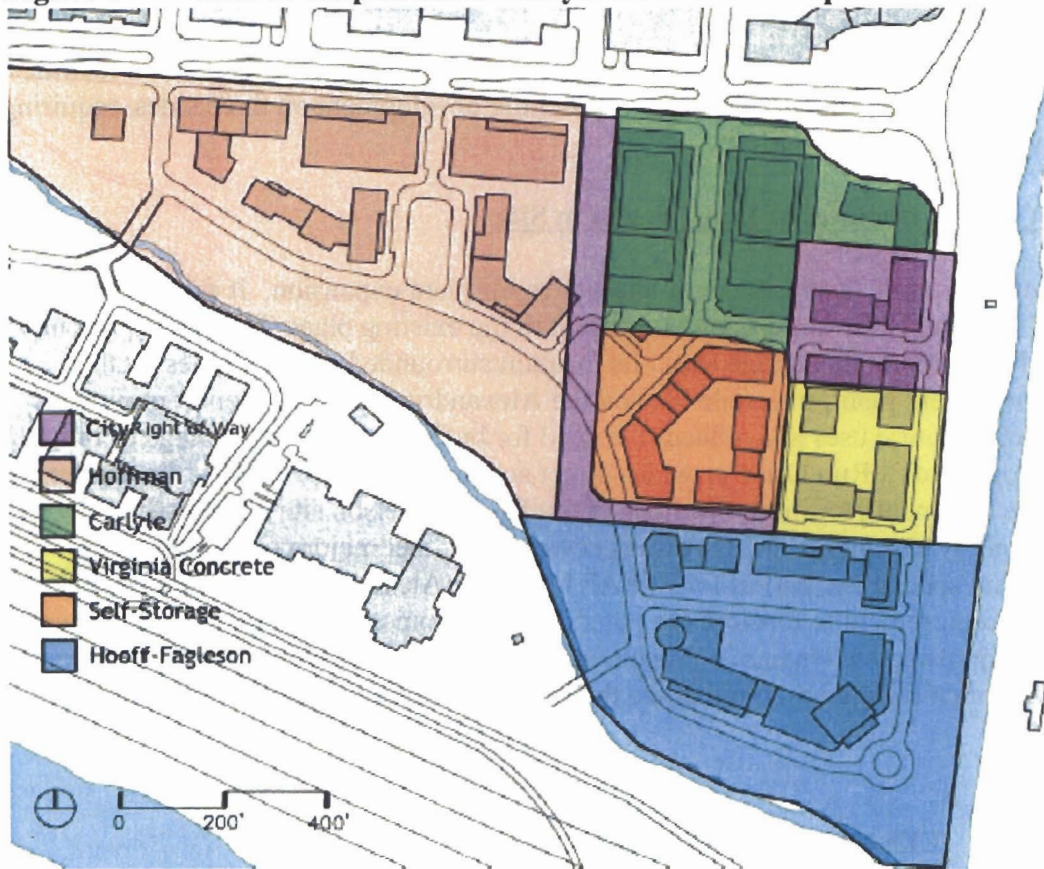 City Right of Way
Hoffman
Carlyle
Virginia Concrete
Self-Storage
Hooff-Fagleson
0 200' 400'